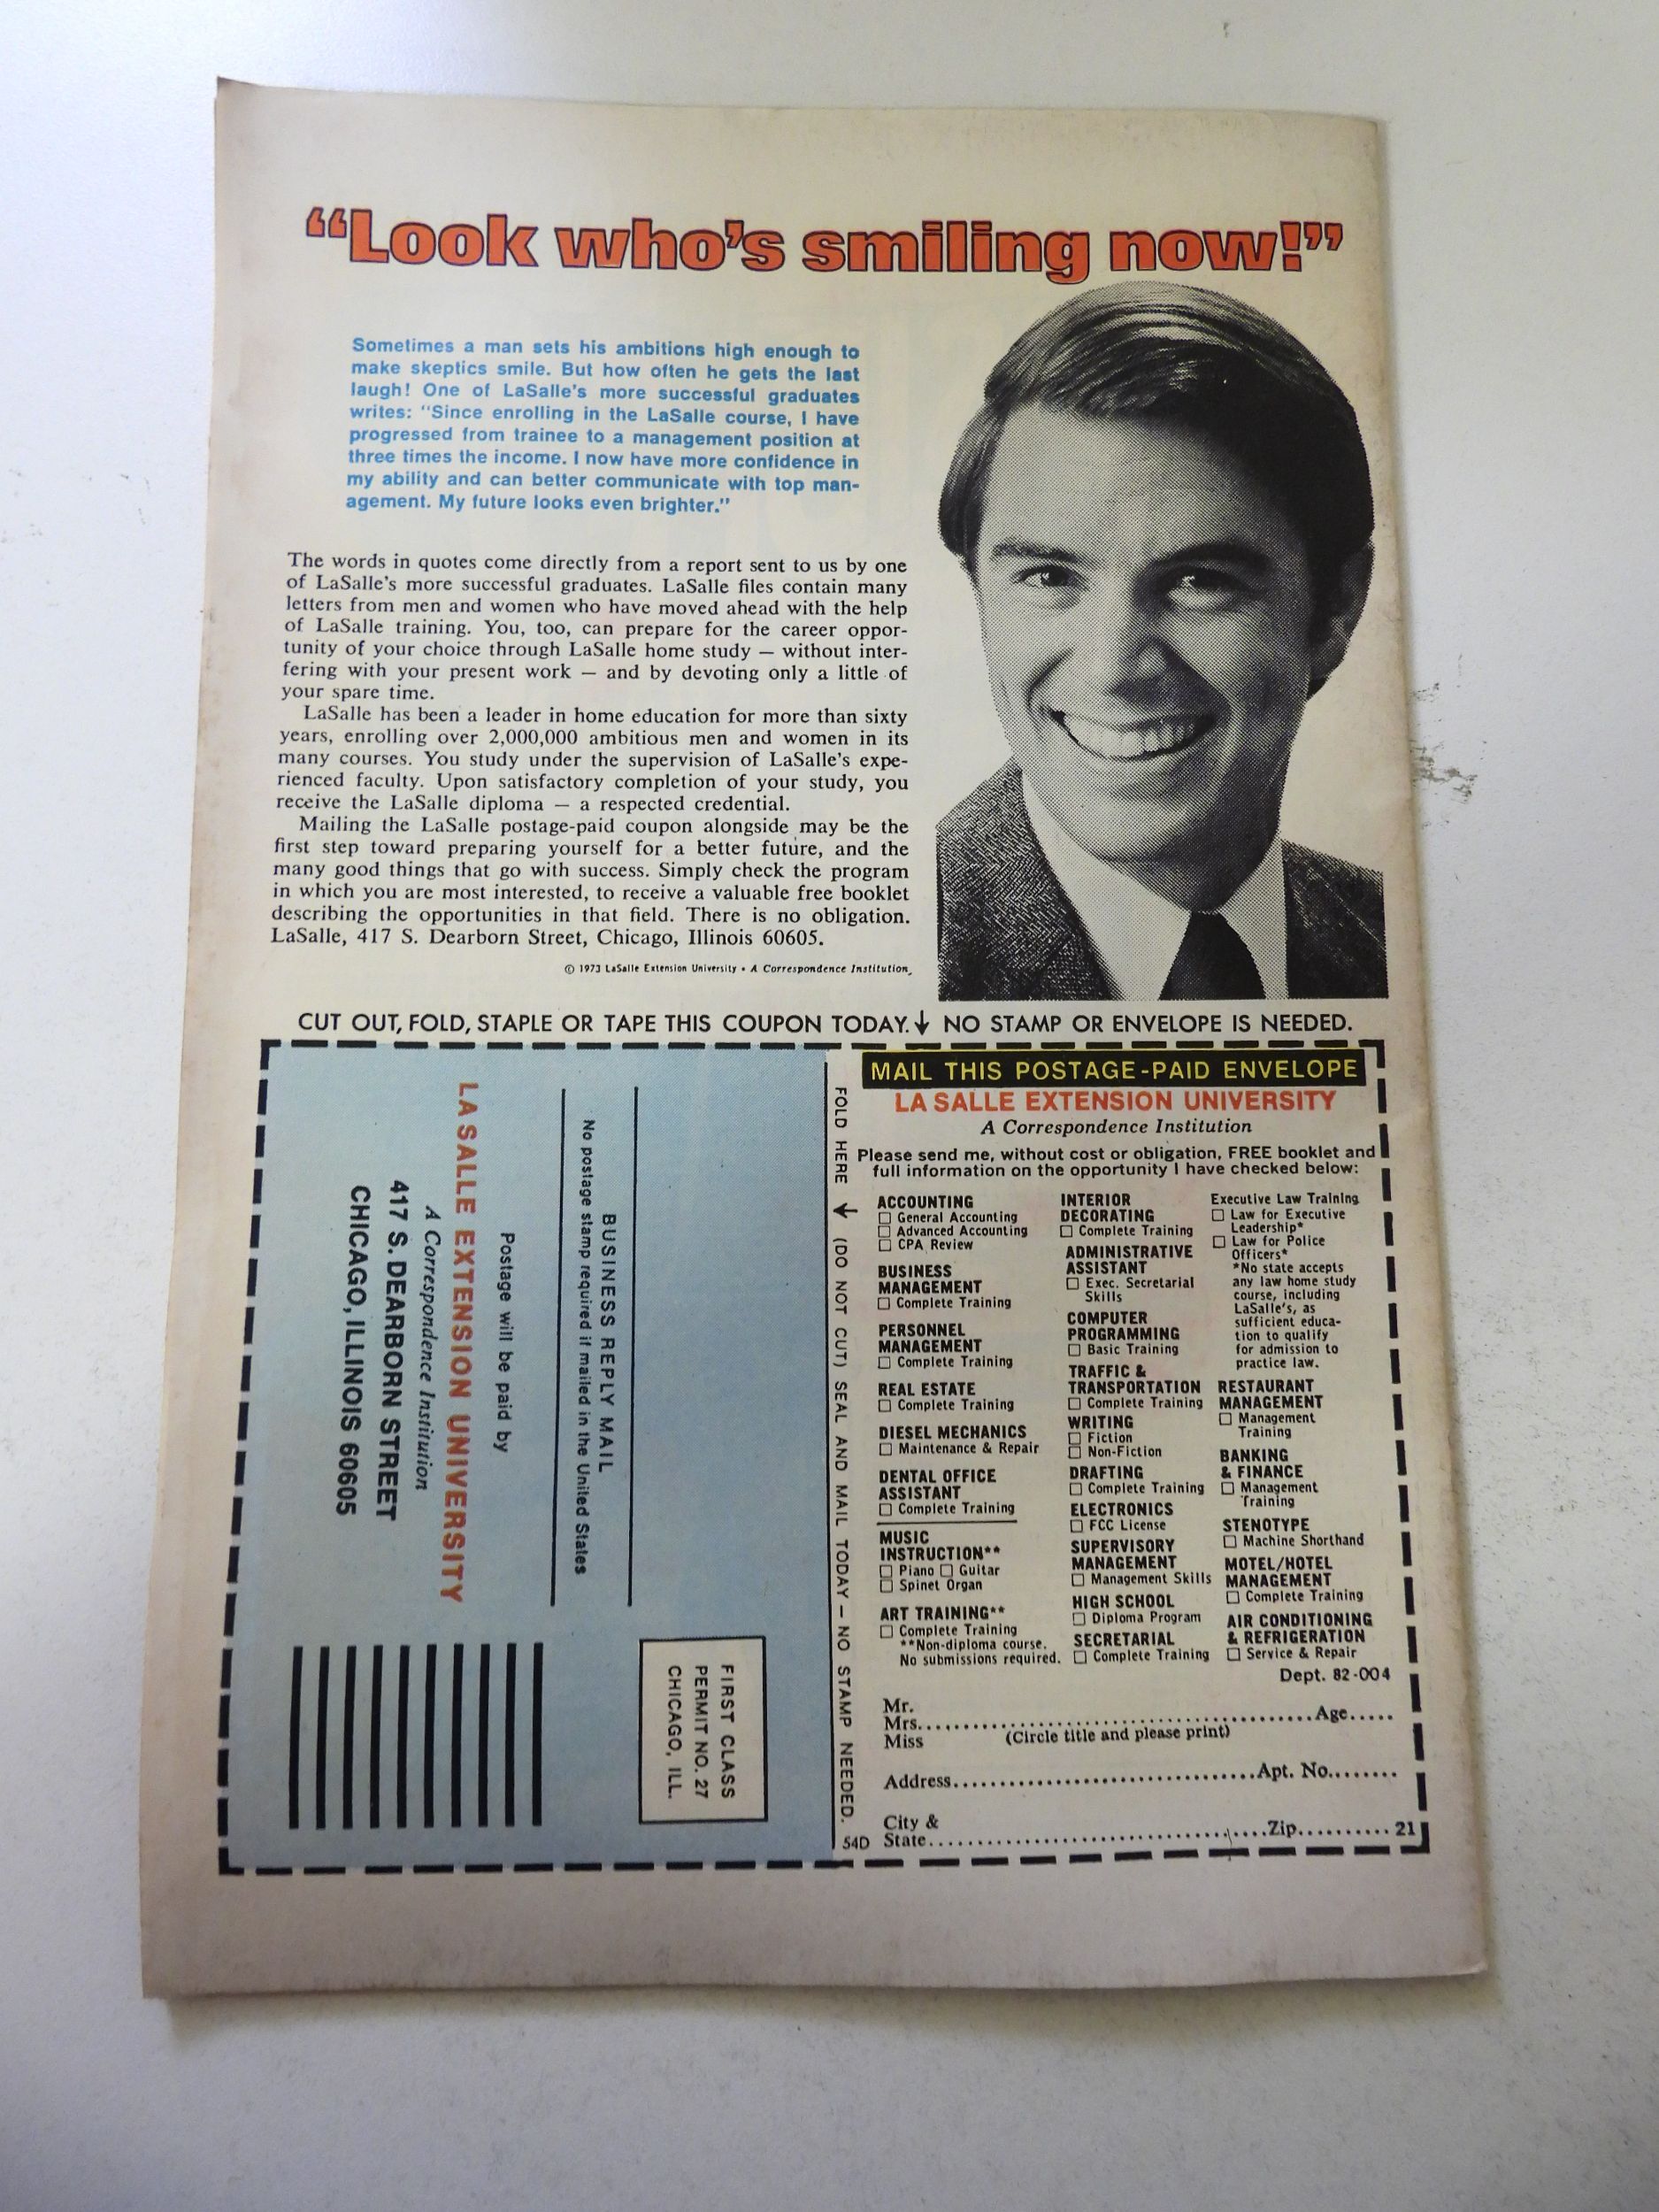 “Look who’s smiling now!”
Sometimes a man sets his ambitions high enough to
make skeptics smile. But how often he gets the last
laugh! One of LaSalle’s more successful graduates
writes: “Since enrolling in the LaSalle course, I have
progressed from trainee to a management position at
three times the income. I now have more confidence in
my ability and can better communicate with top man-
agement. My future looks even brighter.”
The words in quotes come directly from a report sent to us by one
of LaSalle’s more successful graduates. LaSalle files contain many
letters from men and women who have moved ahead with the help
of LaSalle training. You, too, can prepare for the career oppor-
tunity of your choice through LaSalle home study — without inter-
fering with your present work — and by devoting only a little of
your spare time.
LaSalle has been a leader in home education for more than sixty
years, enrolling over 2,000,000 ambitious men and women in its
many courses. You study under the supervision of LaSalle’s expe-
rienced faculty. Upon satisfactory completion of your study, you
receive the LaSalle diploma — a respected credential.
Mailing the LaSalle postage-paid coupon alongside may be the
first step toward preparing yourself for a better future, and the
many good things that go with success. Simply check the program
in which you are most interested, to receive a valuable free booklet
describing the opportunities in that field. There is no obligation.
LaSalle, 417 S. Dearborn Street, Chicago, Illinois 60605.
© 1973 LaSalle Extension University • A Correspondence Institution
CUT OUT, FOLD, STAPLE OR TAPE THIS COUPON TODAY.↓ NO STAMP OR ENVELOPE IS NEEDED.
FIRST CLASS
PERMIT NO. 27
CHICAGO, ILL.
BUSINESS REPLY MAIL
No postage stamp required if mailed in the United States
Postage will be paid by
LA SALLE EXTENSION UNIVERSITY
A Correspondence Institution
417 S. DEARBORN STREET
CHICAGO, ILLINOIS 60605
FOLD HERE ↓ (DO NOT CUT) SEAL AND MAIL TODAY – NO STAMP NEEDED.
MAIL THIS POSTAGE-PAID ENVELOPE
LA SALLE EXTENSION UNIVERSITY
A Correspondence Institution
Please send me, without cost or obligation, FREE booklet and
full information on the opportunity I have checked below:
ACCOUNTING
☐ General Accounting
☐ Advanced Accounting
☐ CPA Review
BUSINESS
MANAGEMENT
☐ Complete Training
PERSONNEL
MANAGEMENT
☐ Complete Training
REAL ESTATE
☐ Complete Training
DIESEL MECHANICS
☐ Maintenance & Repair
DENTAL OFFICE
ASSISTANT
☐ Complete Training
MUSIC
INSTRUCTION**
☐ Piano ☐ Guitar
☐ Spinet Organ
ART TRAINING**
☐ Complete Training
**Non-diploma course.
No submissions required.
INTERIOR
DECORATING
☐ Complete Training
ADMINISTRATIVE
ASSISTANT
☐ Exec. Secretarial
Skills
COMPUTER
PROGRAMMING
☐ Basic Training
TRAFFIC &
TRANSPORTATION
☐ Complete Training
WRITING
☐ Fiction
☐ Non-Fiction
DRAFTING
☐ Complete Training
ELECTRONICS
☐ FCC License
SUPERVISORY
MANAGEMENT
☐ Management Skills
HIGH SCHOOL
☐ Diploma Program
SECRETARIAL
☐ Complete Training
Executive Law Training
☐ Law for Executive
Leadership*
☐ Law for Police
Officers*
*No state accepts
any law home study
course, including
LaSalle’s, as
sufficient educa-
tion to qualify
for admission to
practice law.
RESTAURANT
MANAGEMENT
☐ Management
Training
BANKING
& FINANCE
☐ Management
Training
STENOTYPE
☐ Machine Shorthand
MOTEL/HOTEL
MANAGEMENT
☐ Complete Training
AIR CONDITIONING
& REFRIGERATION
☐ Service & Repair
Dept. 82-004
Mr.
Mrs. Age
Miss (Circle title and please print)
Address Apt. No.
City &
State Zip 21
54D